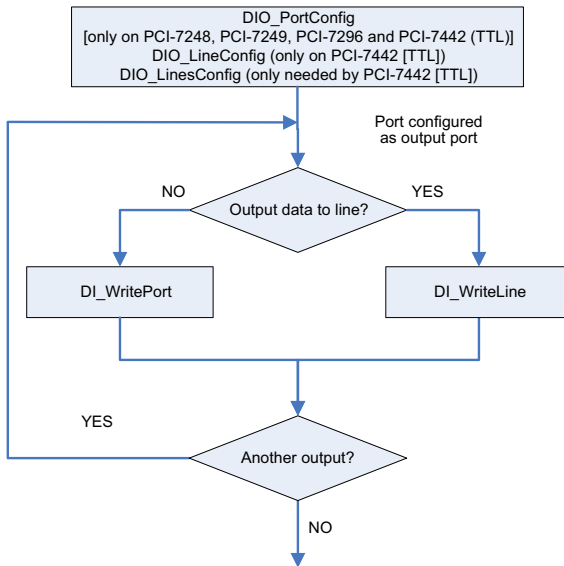 DIO_PortConfig
[only on PCI-7248, PCI-7249, PCI-7296 and PCI-7442 (TTL)]
DIO_LineConfig (only on PCI-7442 [TTL])
DIO_LinesConfig (only needed by PCI-7442 [TTL])
Port configured
as output port
NO
YES
Output data to line?
DI_WritePort
DI_WriteLine
YES
Another output?
NO